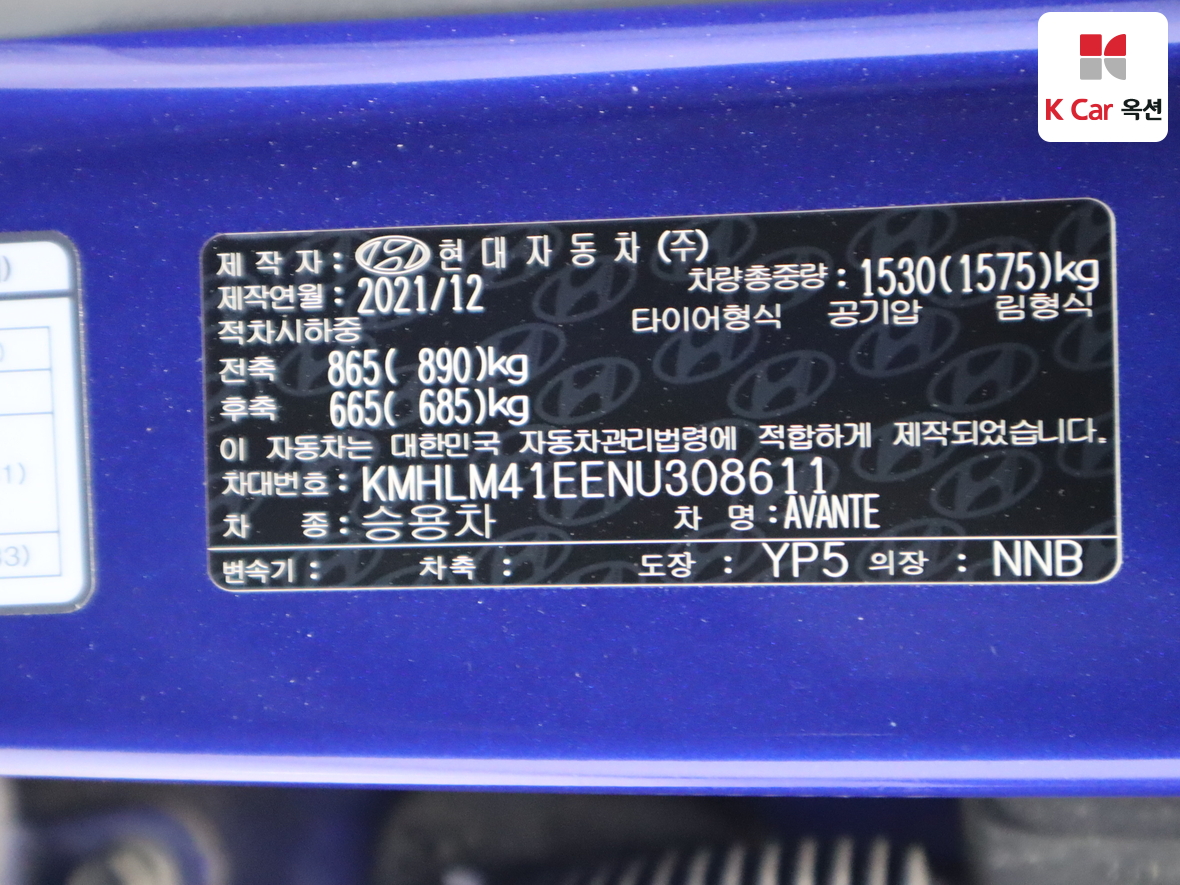 K Car 옥션
제 작 자 : 현 대 자 동 차 (주)
제작연월 : 2021/12 차량총중량 : 1530(1575)kg
적차시하중 타이어형식 공기압 림형식
전축 865( 890)kg
후축 665( 685)kg
이 자동차는 대한민국 자동차관리법령에 적합하게 제작되었습니다.
차대번호 : KMHLM41EENU308611
차 종 : 승용차 차 명 : AVANTE
변속기 : 차축 : 도장 : YP5 의장 : NNB